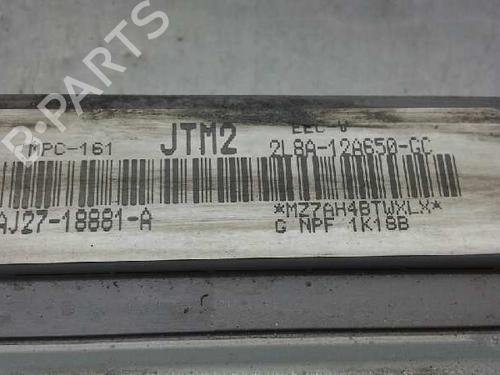 EEC-V
MPC-161 JTM2 2L8A-12A650-GC
AJ27-18881-A *MZ7AH4BTWXLX*
G NPF 1K18B
B-PARTS